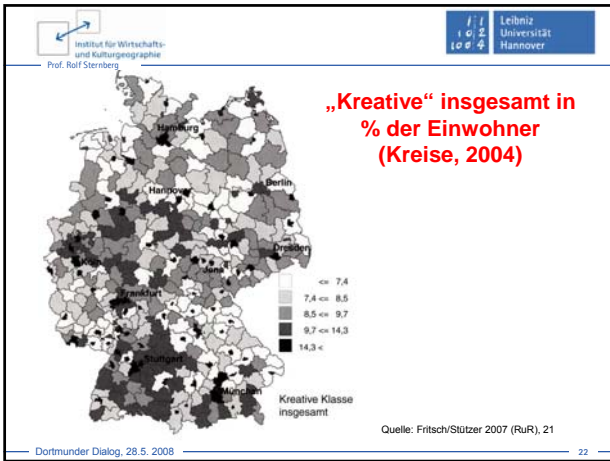 Institut für Wirtschafts-
und Kulturgeographie
Prof. Rolf Sternberg
Leibniz
Universität
Hannover
„Kreative“ insgesamt in
% der Einwohner
(Kreise, 2004)
Hamburg
Berlin
Hannover
Dresden
Köln
Jena
Frankfurt
Stuttgart
München
<= 7,4
7,4 <= 8,5
8,5 <= 9,7
9,7 <= 14,3
14,3 <
Kreative Klasse
insgesamt
Quelle: Fritsch/Stützer 2007 (RuR), 21
Dortmunder Dialog, 28.5. 2008
22